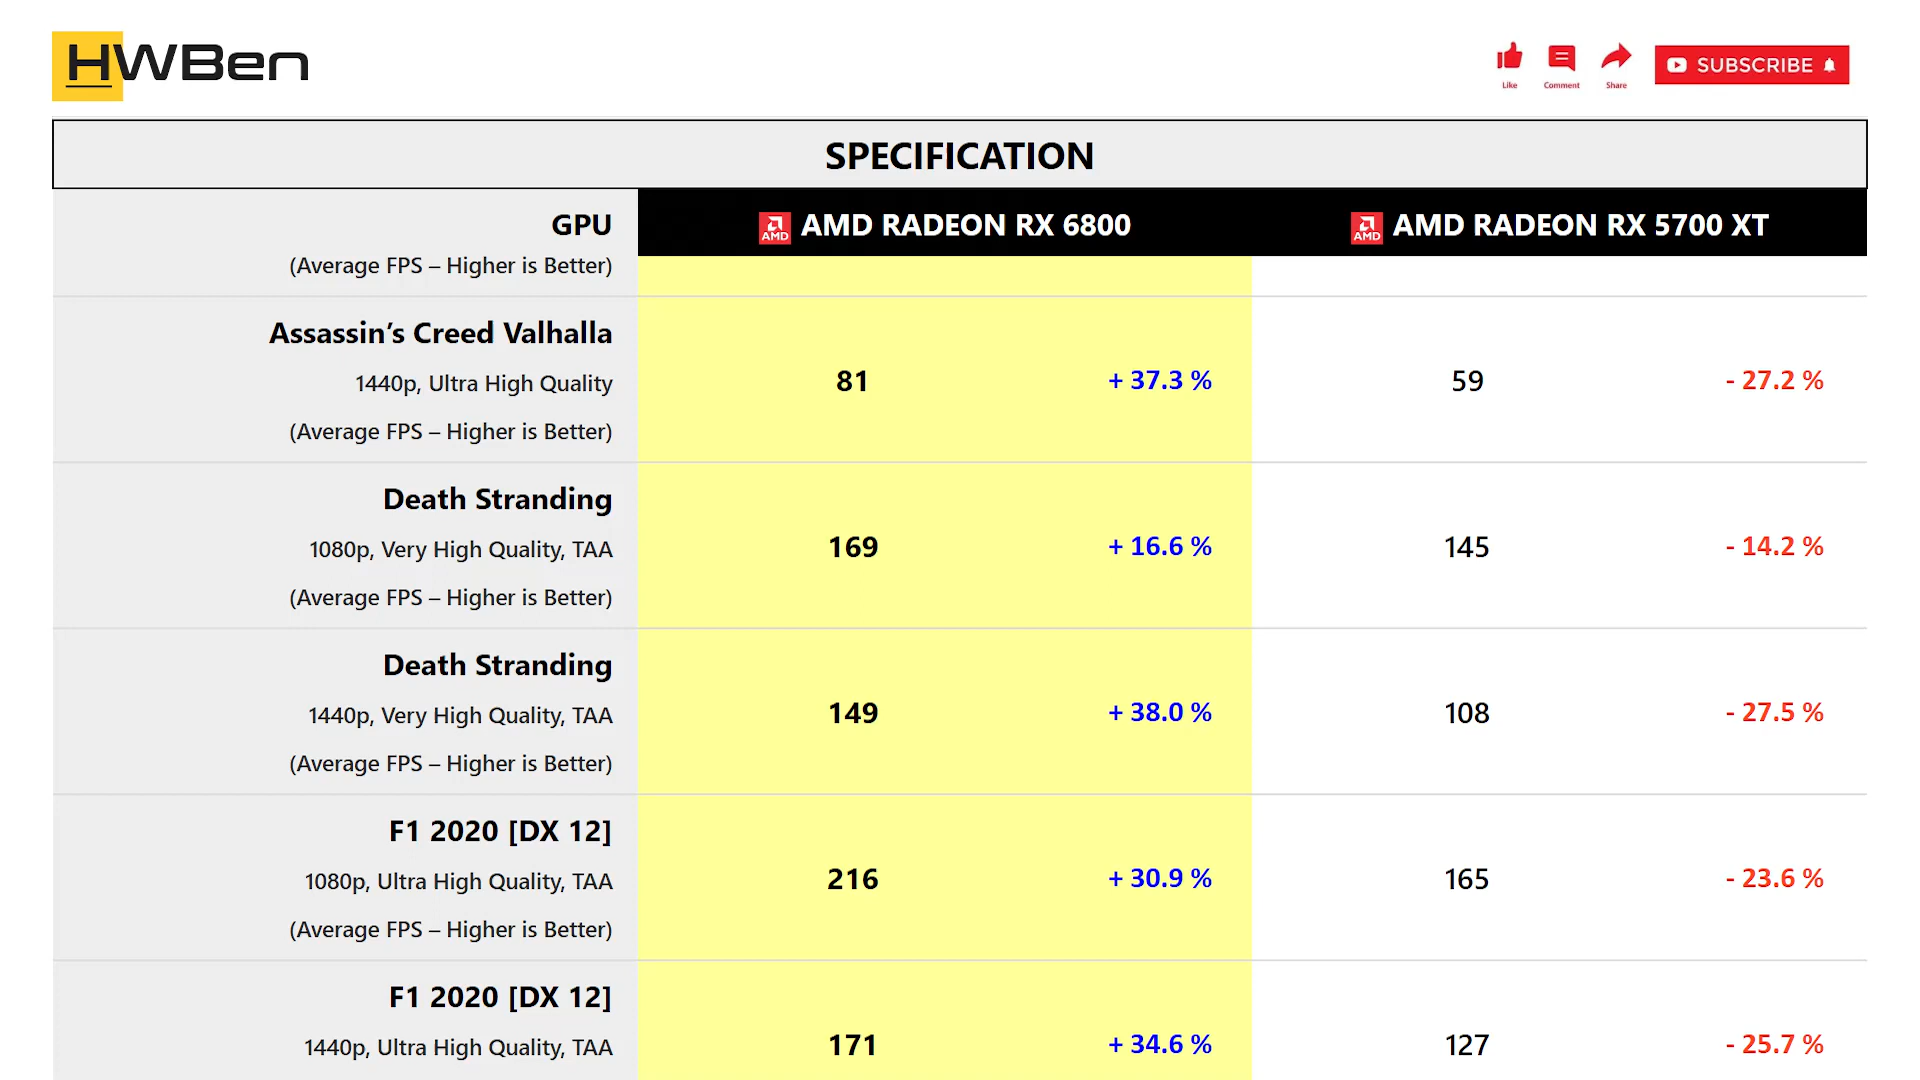 HWBen
Like
Comment
Share
SUBSCRIBE
SPECIFICATION
GPU
AMD
AMD RADEON RX 6800
AMD
AMD RADEON RX 5700 XT
(Average FPS – Higher is Better)
Assassin’s Creed Valhalla
1440p, Ultra High Quality
(Average FPS – Higher is Better)
81
+ 37.3 %
59
- 27.2 %
Death Stranding
1080p, Very High Quality, TAA
(Average FPS – Higher is Better)
169
+ 16.6 %
145
- 14.2 %
Death Stranding
1440p, Very High Quality, TAA
(Average FPS – Higher is Better)
149
+ 38.0 %
108
- 27.5 %
F1 2020 [DX 12]
1080p, Ultra High Quality, TAA
(Average FPS – Higher is Better)
216
+ 30.9 %
165
- 23.6 %
F1 2020 [DX 12]
1440p, Ultra High Quality, TAA
171
+ 34.6 %
127
- 25.7 %